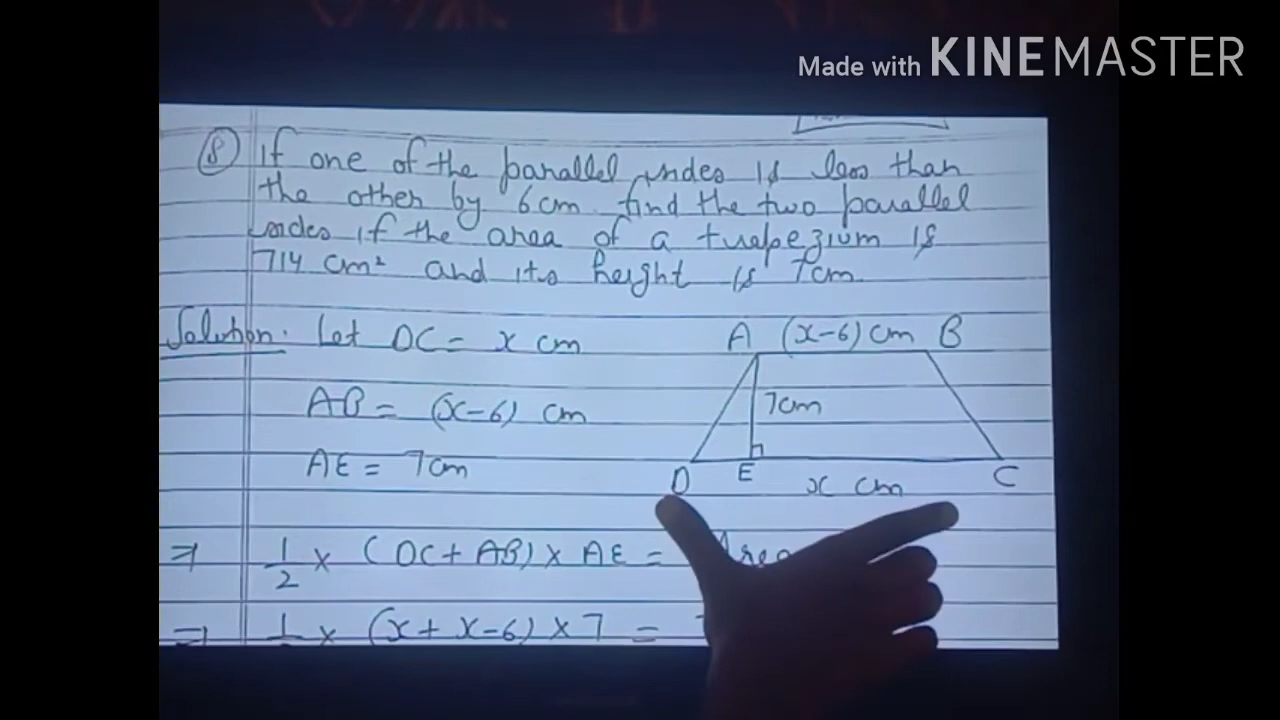 Made with KINEMASTER
⑧ If one of the parallel sides is less than
the other by 6cm. find the two parallel
sides if the area of a trapezium is
714 cm² and its height is 7cm.
Solution. Let DC = x cm
A (x-6) cm B
AB = (x-6) cm
7cm
AE = 7cm
D E x cm C
⇒ 1/2 × (DC + AB) × AE = Area
⇒ 1/2 × (x + x - 6) × 7 =